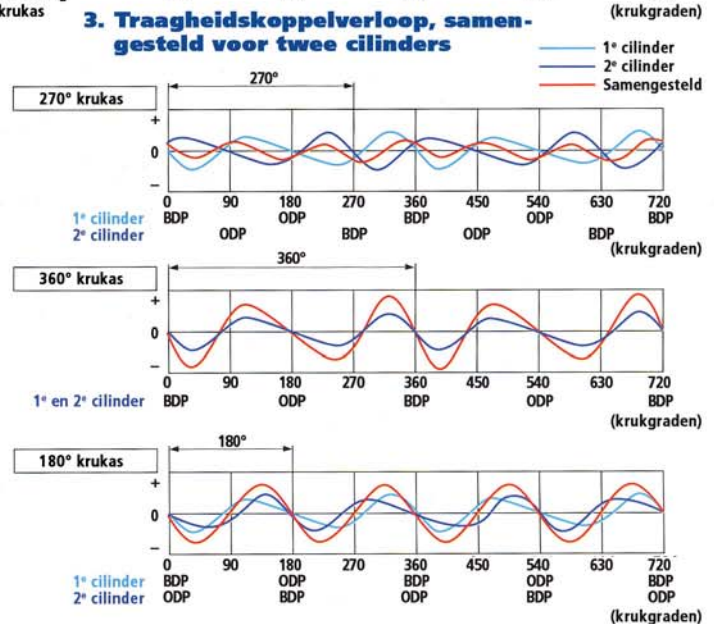 (krukgraden)
krukas
3. Traagheidskoppelverloop, samen-
gesteld voor twee cilinders
1e cilinder
2e cilinder
Samengesteld
270° krukas
270°
+
0
–
0 90 180 270 360 450 540 630 720
1e cilinder BDP ODP BDP ODP BDP
2e cilinder ODP BDP ODP BDP
(krukgraden)
360° krukas
360°
+
0
–
0 90 180 270 360 450 540 630 720
1e en 2e cilinder BDP ODP BDP ODP BDP
(krukgraden)
180° krukas
180°
+
0
–
0 90 180 270 360 450 540 630 720
1e cilinder BDP ODP BDP ODP BDP
2e cilinder ODP BDP ODP BDP ODP
(krukgraden)